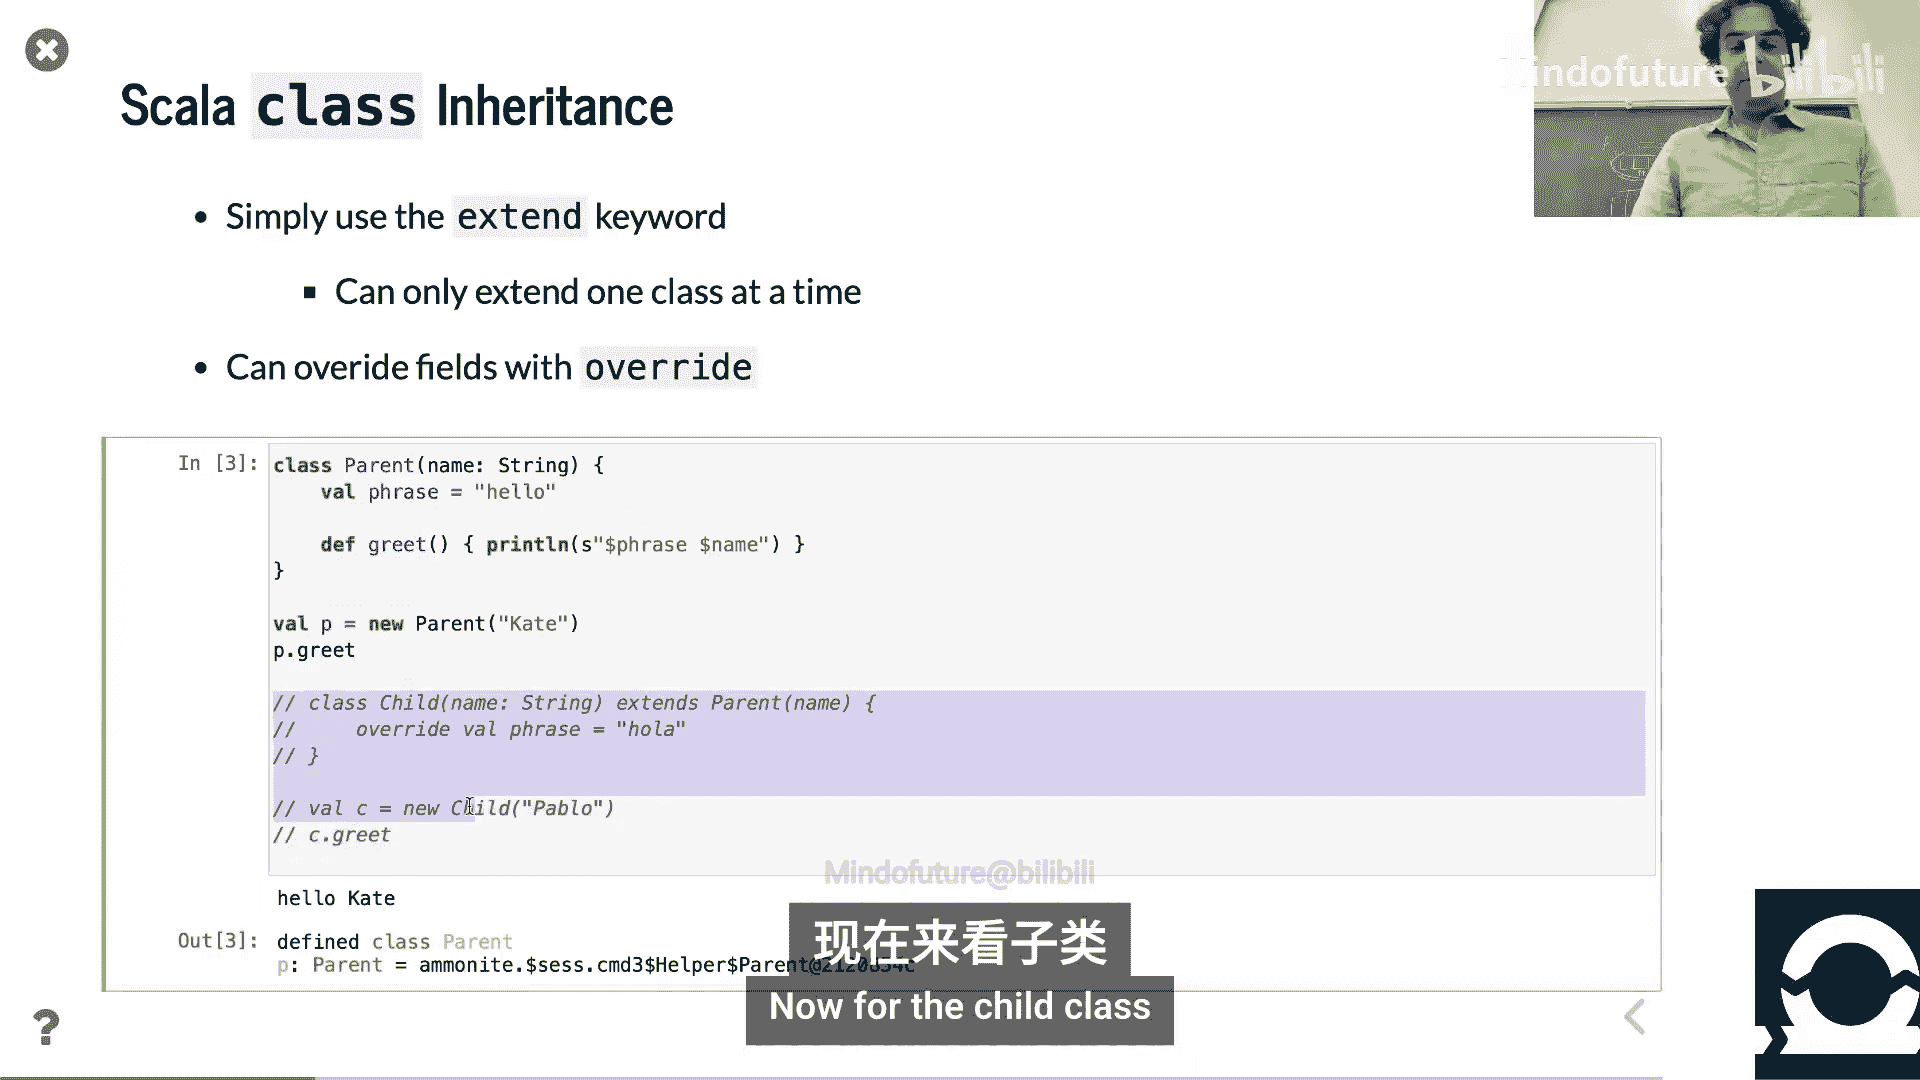 Scala class Inheritance
Mindofuture bilibili
• Simply use the extend keyword
▪ Can only extend one class at a time
• Can overide fields with override
In [3]: class Parent(name: String) {
    val phrase = "hello"
    def greet() { println(s"$phrase $name") }
}
val p = new Parent("Kate")
p.greet
// class Child(name: String) extends Parent(name) {
//     override val phrase = "hola"
// }
// val c = new Child("Pablo")
// c.greet
Mindofuture@bilibili
hello Kate
Out[3]: defined class Parent
p: Parent = ammonite.$sess.cmd3$Helper$Parent@2120834c
现在来看子类
Now for the child class
?